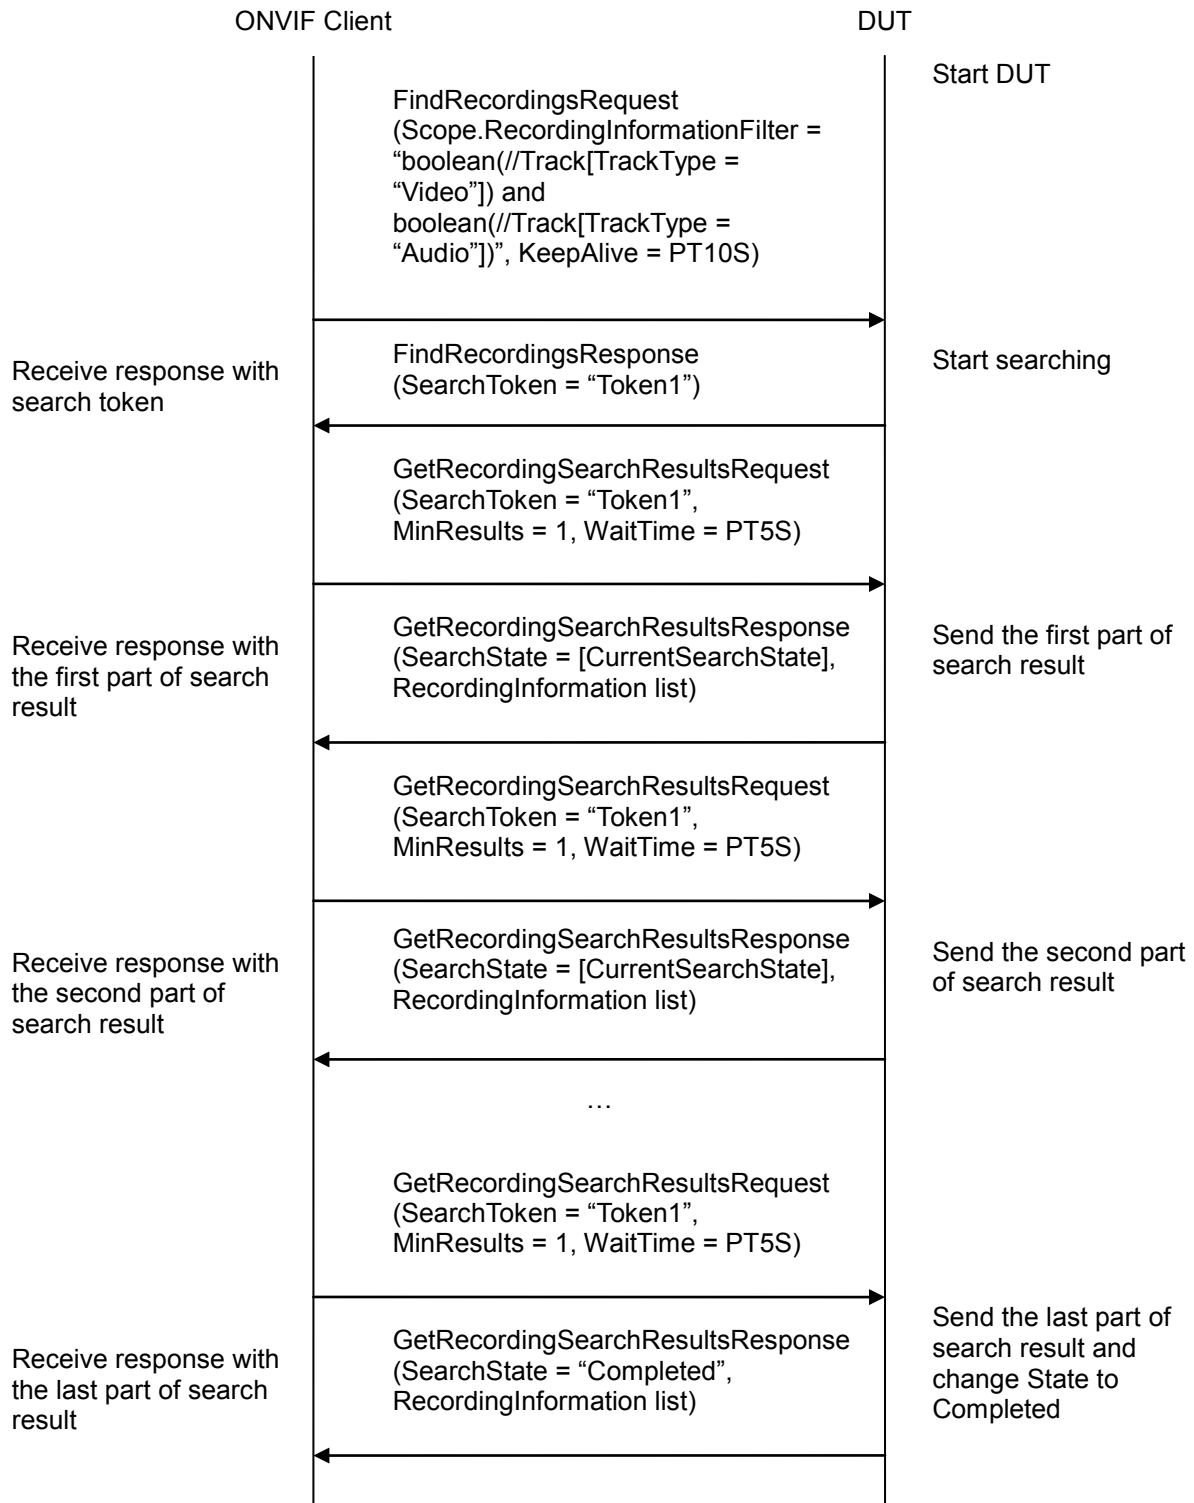 ONVIF Client
DUT
Start DUT
FindRecordingsRequest
(Scope.RecordingInformationFilter =
“boolean(//Track[TrackType =
“Video”]) and
boolean(//Track[TrackType =
“Audio”])”, KeepAlive = PT10S)
Start searching
FindRecordingsResponse
(SearchToken = “Token1”)
Receive response with
search token
GetRecordingSearchResultsRequest
(SearchToken = “Token1”,
MinResults = 1, WaitTime = PT5S)
GetRecordingSearchResultsResponse
(SearchState = [CurrentSearchState],
RecordingInformation list)
Send the first part of
search result
Receive response with
the first part of search
result
GetRecordingSearchResultsRequest
(SearchToken = “Token1”,
MinResults = 1, WaitTime = PT5S)
GetRecordingSearchResultsResponse
(SearchState = [CurrentSearchState],
RecordingInformation list)
Send the second part
of search result
Receive response with
the second part of
search result
…
GetRecordingSearchResultsRequest
(SearchToken = “Token1”,
MinResults = 1, WaitTime = PT5S)
Send the last part of
search result and
change State to
Completed
GetRecordingSearchResultsResponse
(SearchState = “Completed”,
RecordingInformation list)
Receive response with
the last part of search
result